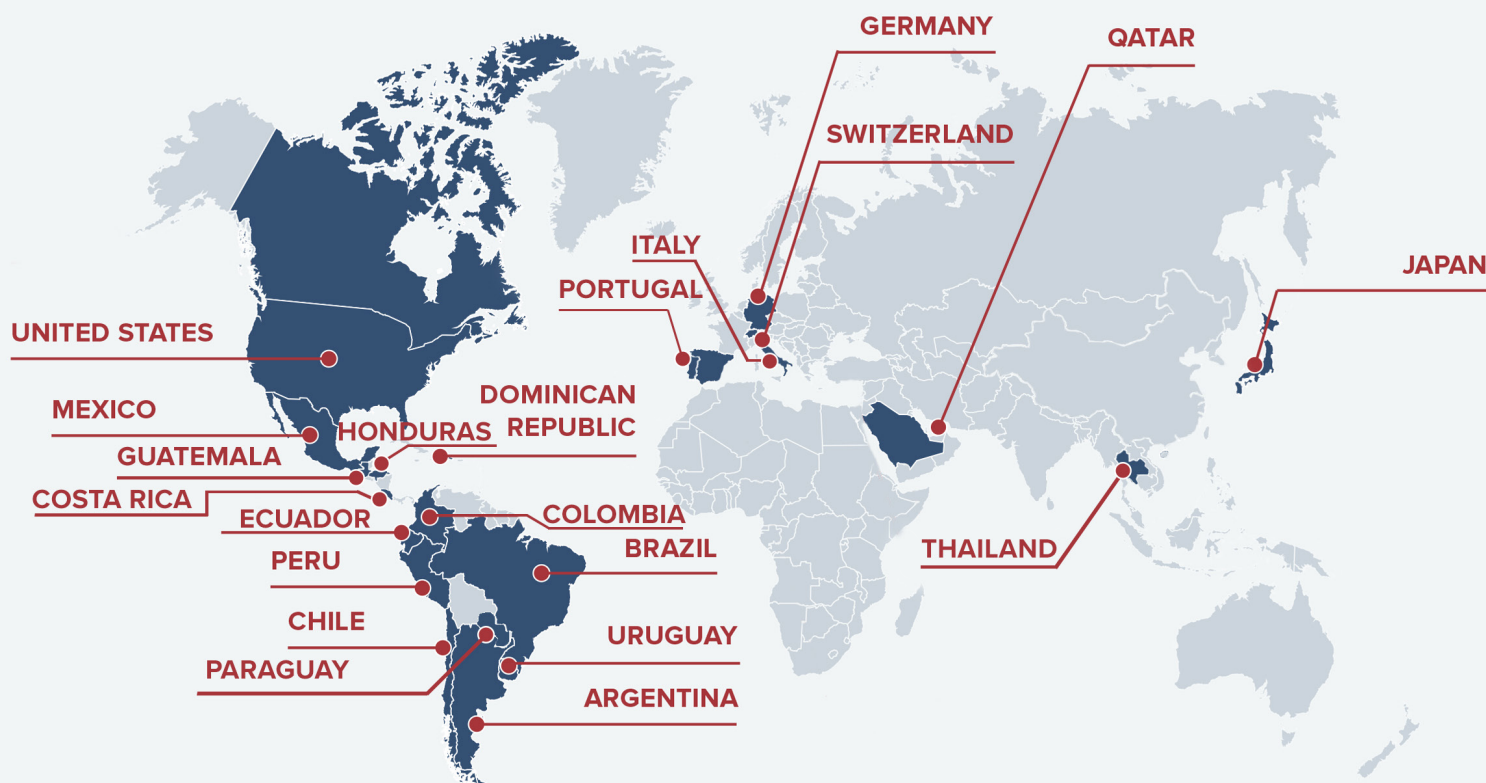 GERMANY
QATAR
SWITZERLAND
ITALY
PORTUGAL
JAPAN
UNITED STATES
MEXICO
DOMINICAN
REPUBLIC
HONDURAS
GUATEMALA
COSTA RICA
ECUADOR
COLOMBIA
BRAZIL
PERU
THAILAND
CHILE
URUGUAY
PARAGUAY
ARGENTINA